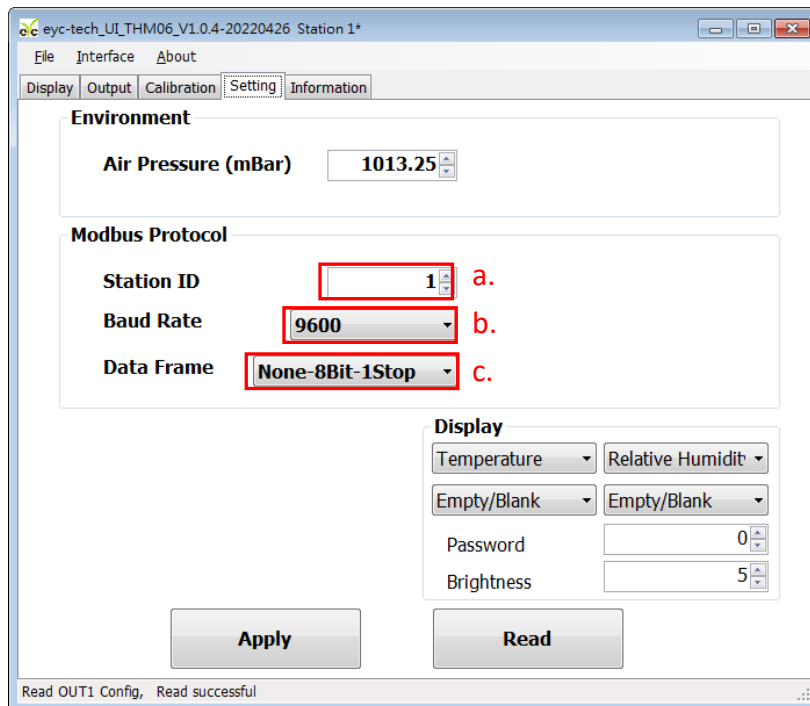 eyc-tech_UI_THM06_V1.0.4-20220426 Station 1*
File Interface About
Display Output Calibration Setting Information
Environment
Air Pressure (mBar) 1013.25
Modbus Protocol
Station ID 1 a.
Baud Rate 9600 b.
Data Frame None-8Bit-1Stop c.
Display
Temperature Relative Humidit
Empty/Blank Empty/Blank
Password 0
Brightness 5
Apply Read
Read OUT1 Config, Read successful